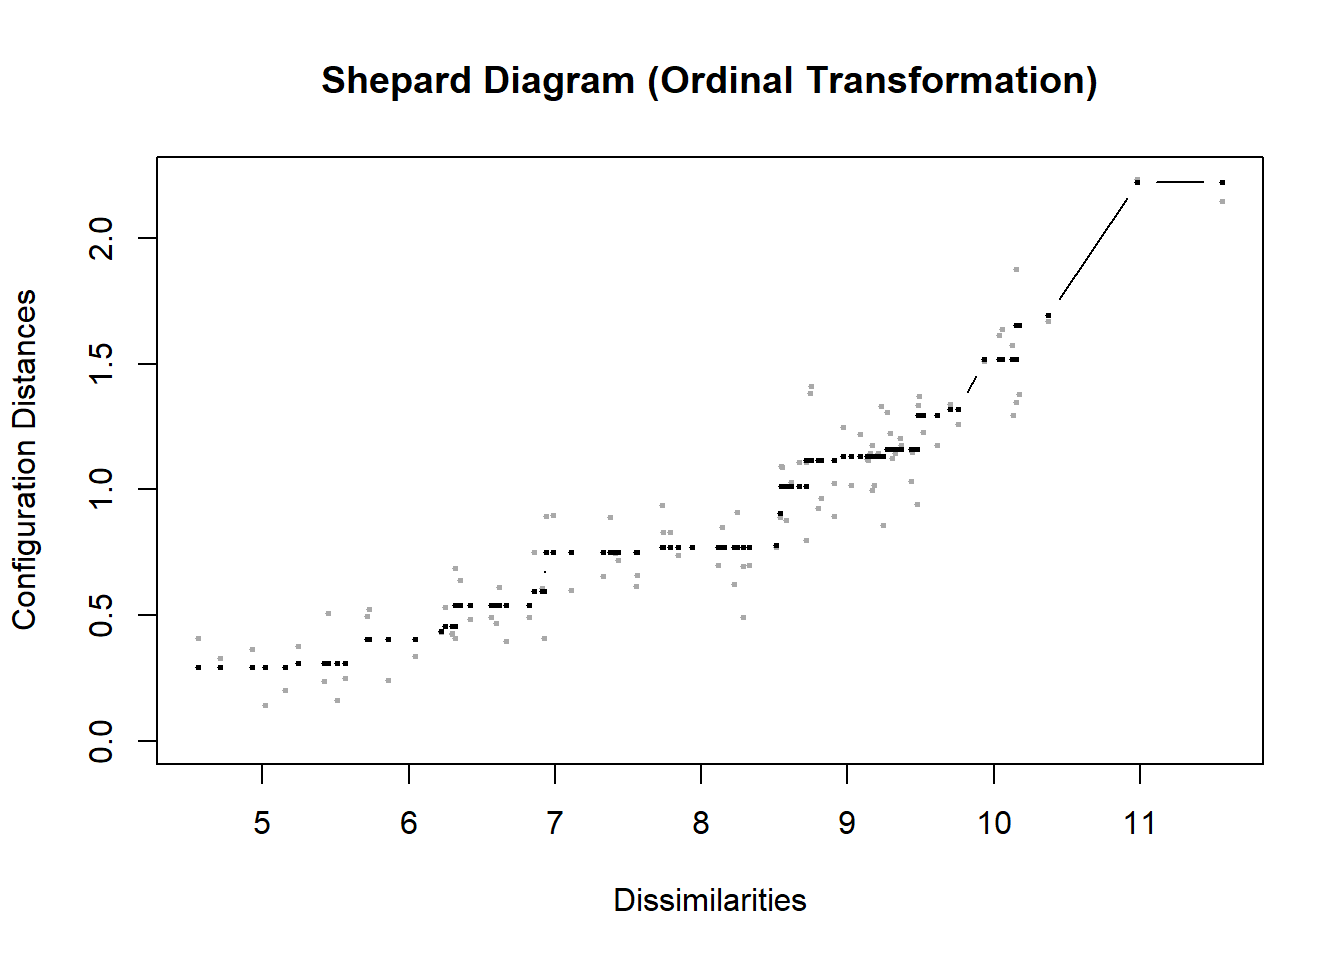 Shepard Diagram (Ordinal Transformation)
Configuration Distances
2.0
1.5
1.0
0.5
0.0
5 6 7 8 9 10 11
Dissimilarities